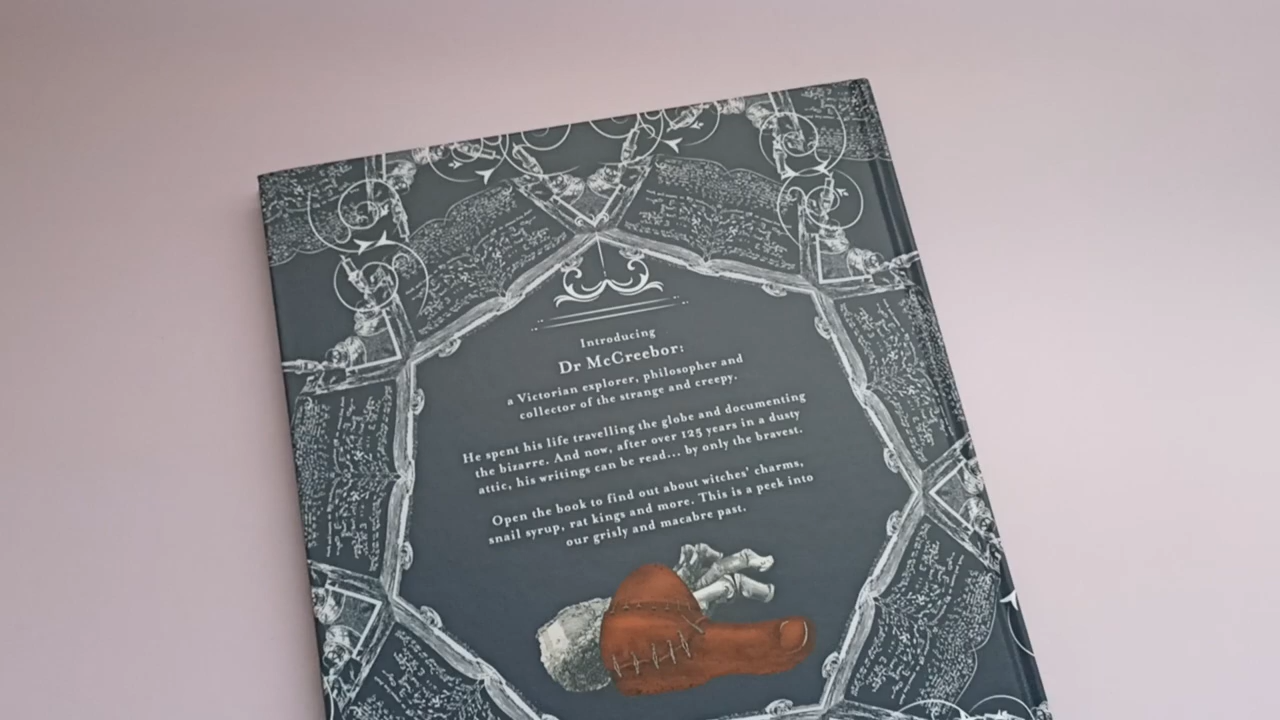 Introducing
Dr McCreebor:
a Victorian explorer, philosopher and
collector of the strange and creepy.
He spent his life travelling the globe and documenting
the bizarre. And now, after over 125 years in a dusty
attic, his writings can be read... by only the bravest.
Open the book to find out about witches' charms,
snail syrup, rat kings and more. This is a peek into
our grisly and macabre past.